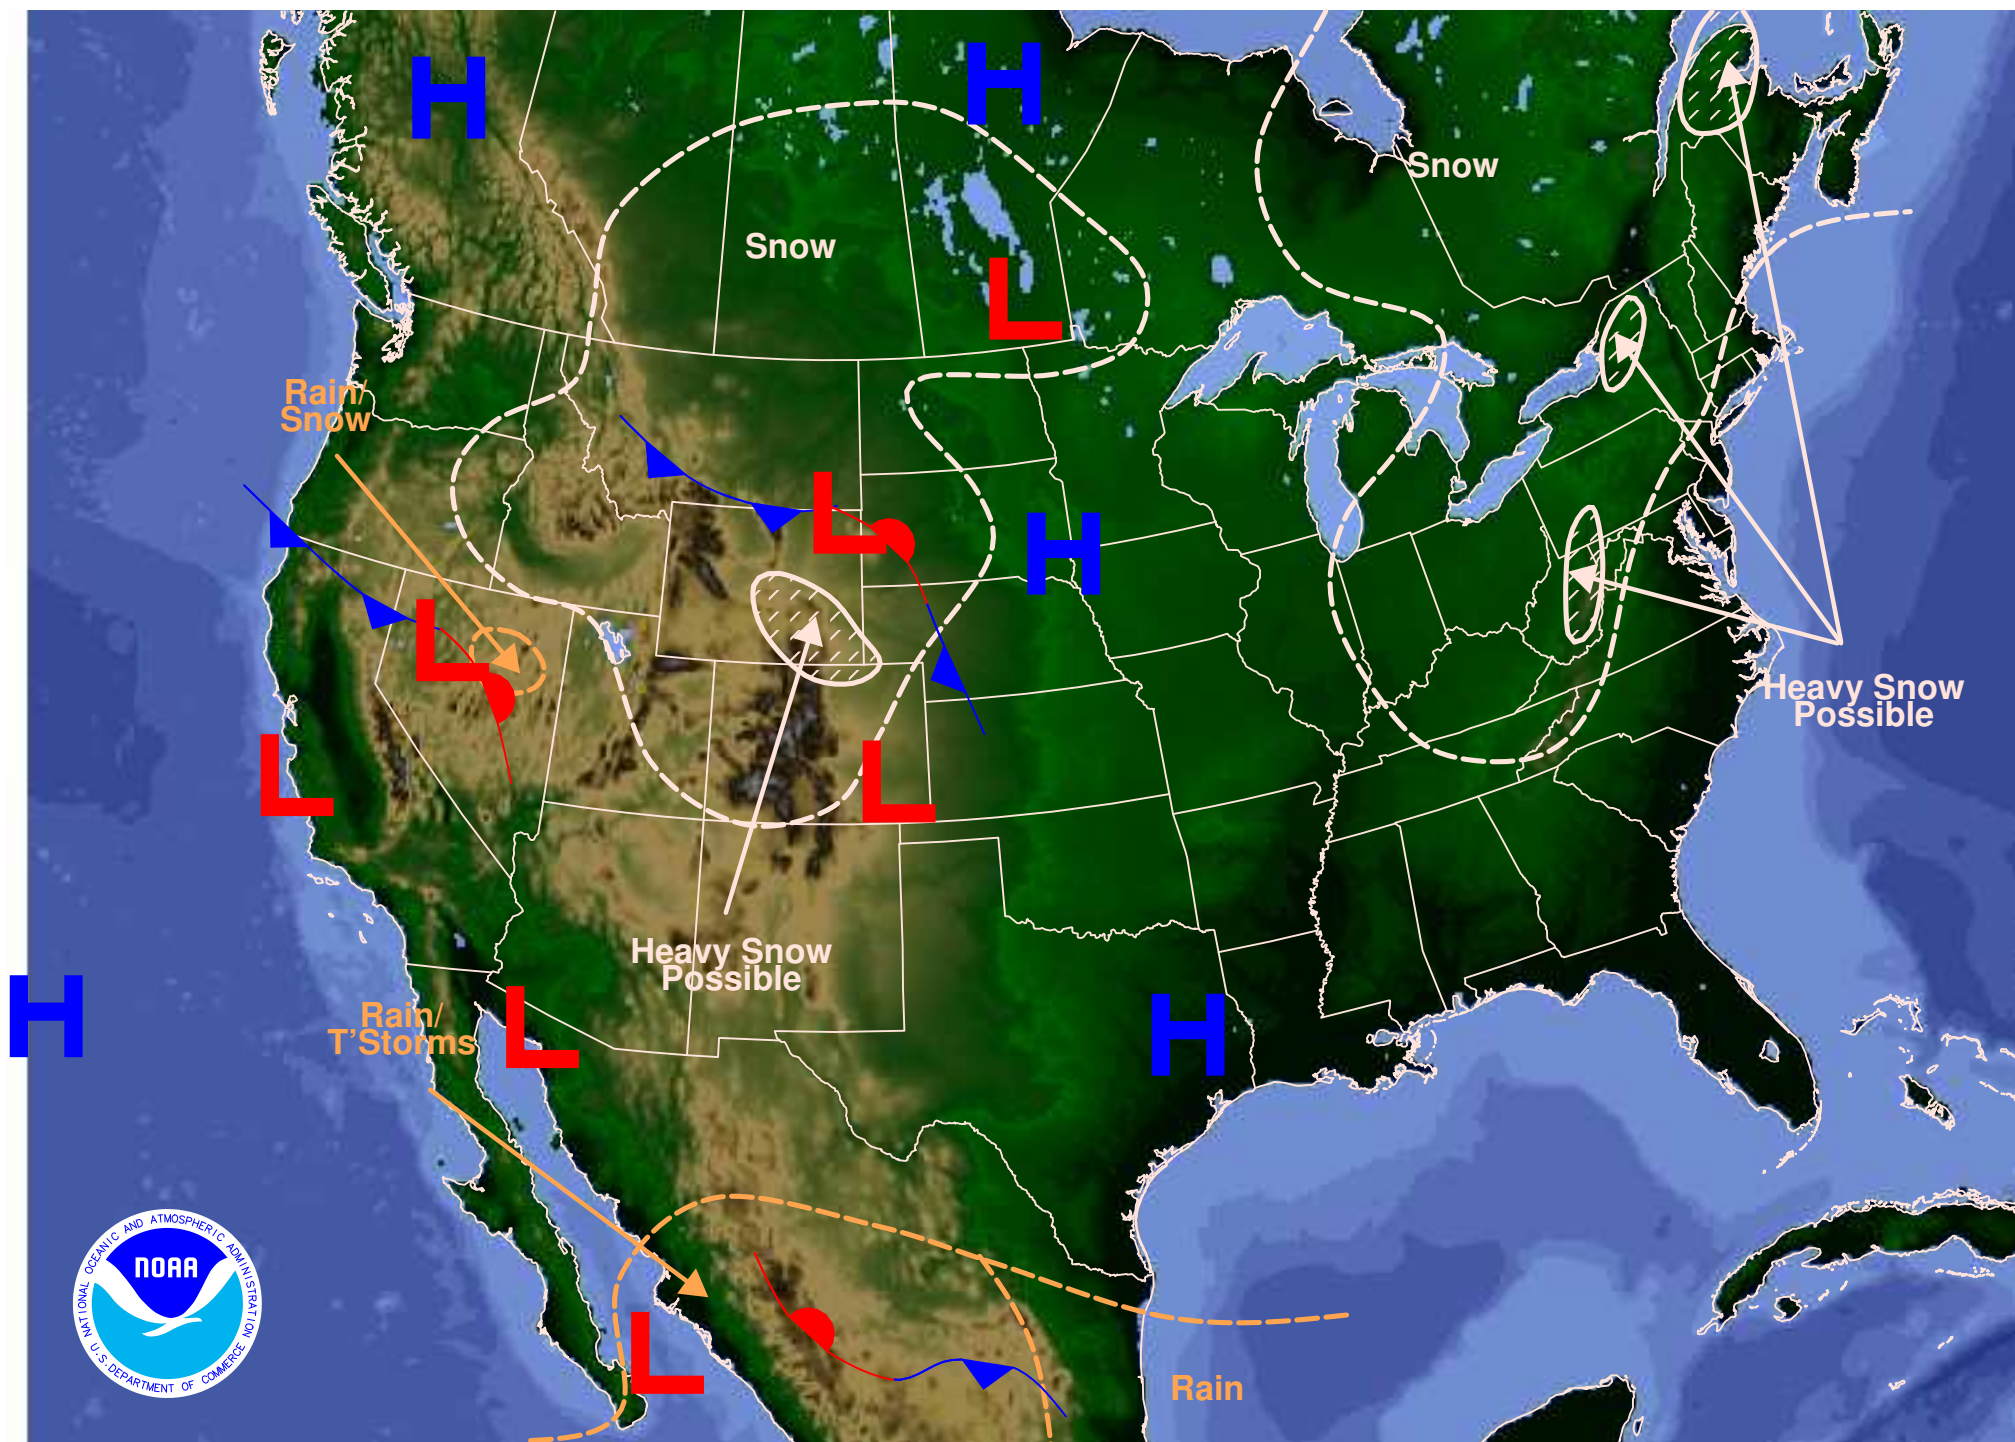 H
H
Snow
Snow
L
Rain/
Snow
L
H
L
Heavy Snow
Possible
L
L
Heavy Snow
Possible
H
L
Rain/
T'Storms
H
NATIONAL OCEANIC AND ATMOSPHERIC ADMINISTRATION
NOAA
U.S. DEPARTMENT OF COMMERCE
L
Rain